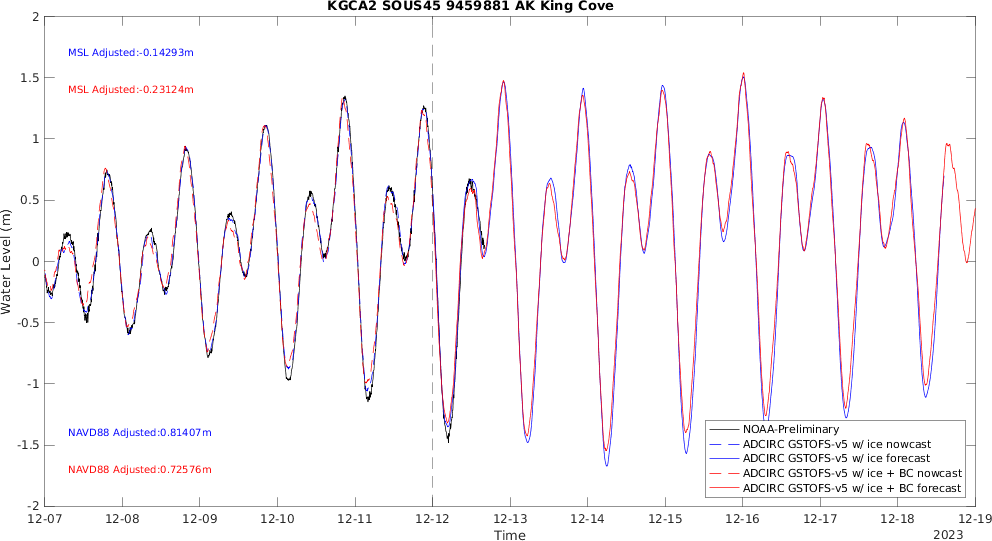 KGCA2 SOUS45 9459881 AK King Cove
2
1.5
1
0.5
0
-0.5
-1
-1.5
-2
Water Level (m)
MSL Adjusted:-0.14293m
MSL Adjusted:-0.23124m
NAVD88 Adjusted:0.81407m
NAVD88 Adjusted:0.72576m
NOAA-Preliminary
ADCIRC GSTOFS-v5 w/ ice nowcast
ADCIRC GSTOFS-v5 w/ ice forecast
ADCIRC GSTOFS-v5 w/ ice + BC nowcast
ADCIRC GSTOFS-v5 w/ ice + BC forecast
12-07 12-08 12-09 12-10 12-11 12-12 12-13 12-14 12-15 12-16 12-17 12-18 12-19
Time
2023